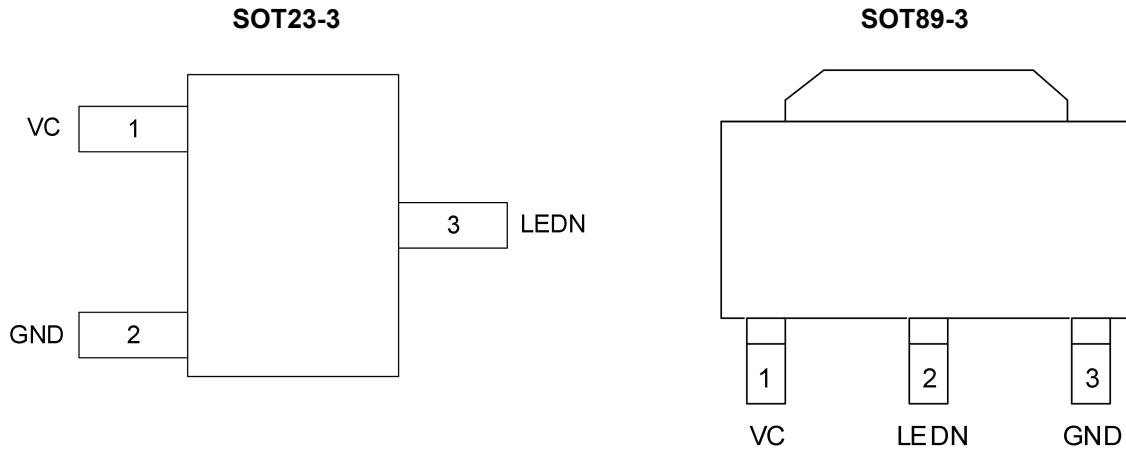 SOT23-3
SOT89-3
VC
1
3
LEDN
GND
2
1
2
3
VC
LEDN
GND